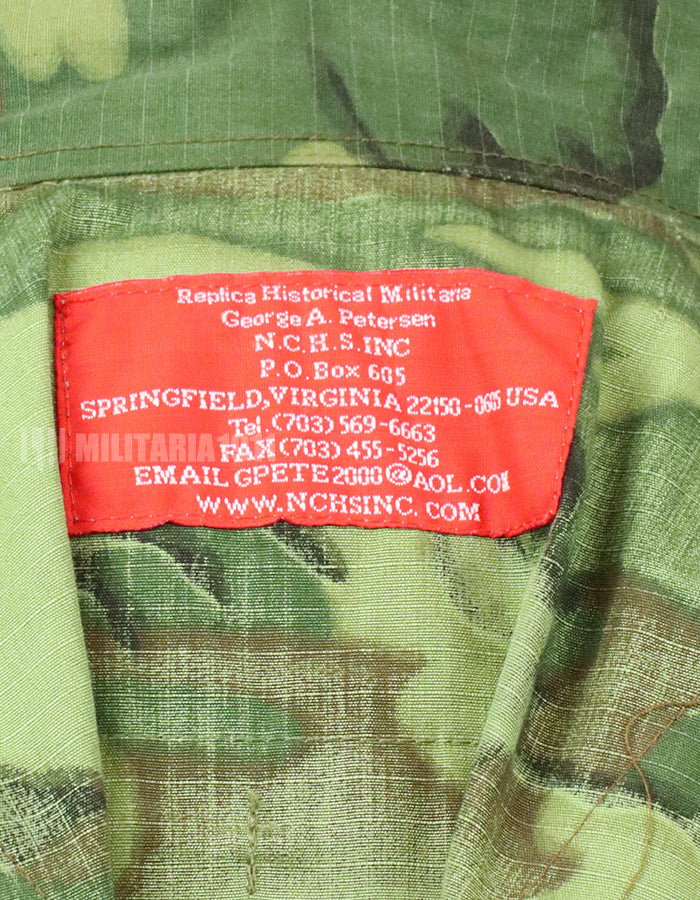 Replica Historical Militaria
George A. Petersen
N.C.H.S.INC
P.O.Box 605
SPRINGFIELD,VIRGINIA 22150-0605 USA
Tel.(703) 569-6663
MILITARIA
FAX(703) 455-5256
EMAIL GPETE2000@AOL.COM
WWW.NCHSINC.COM